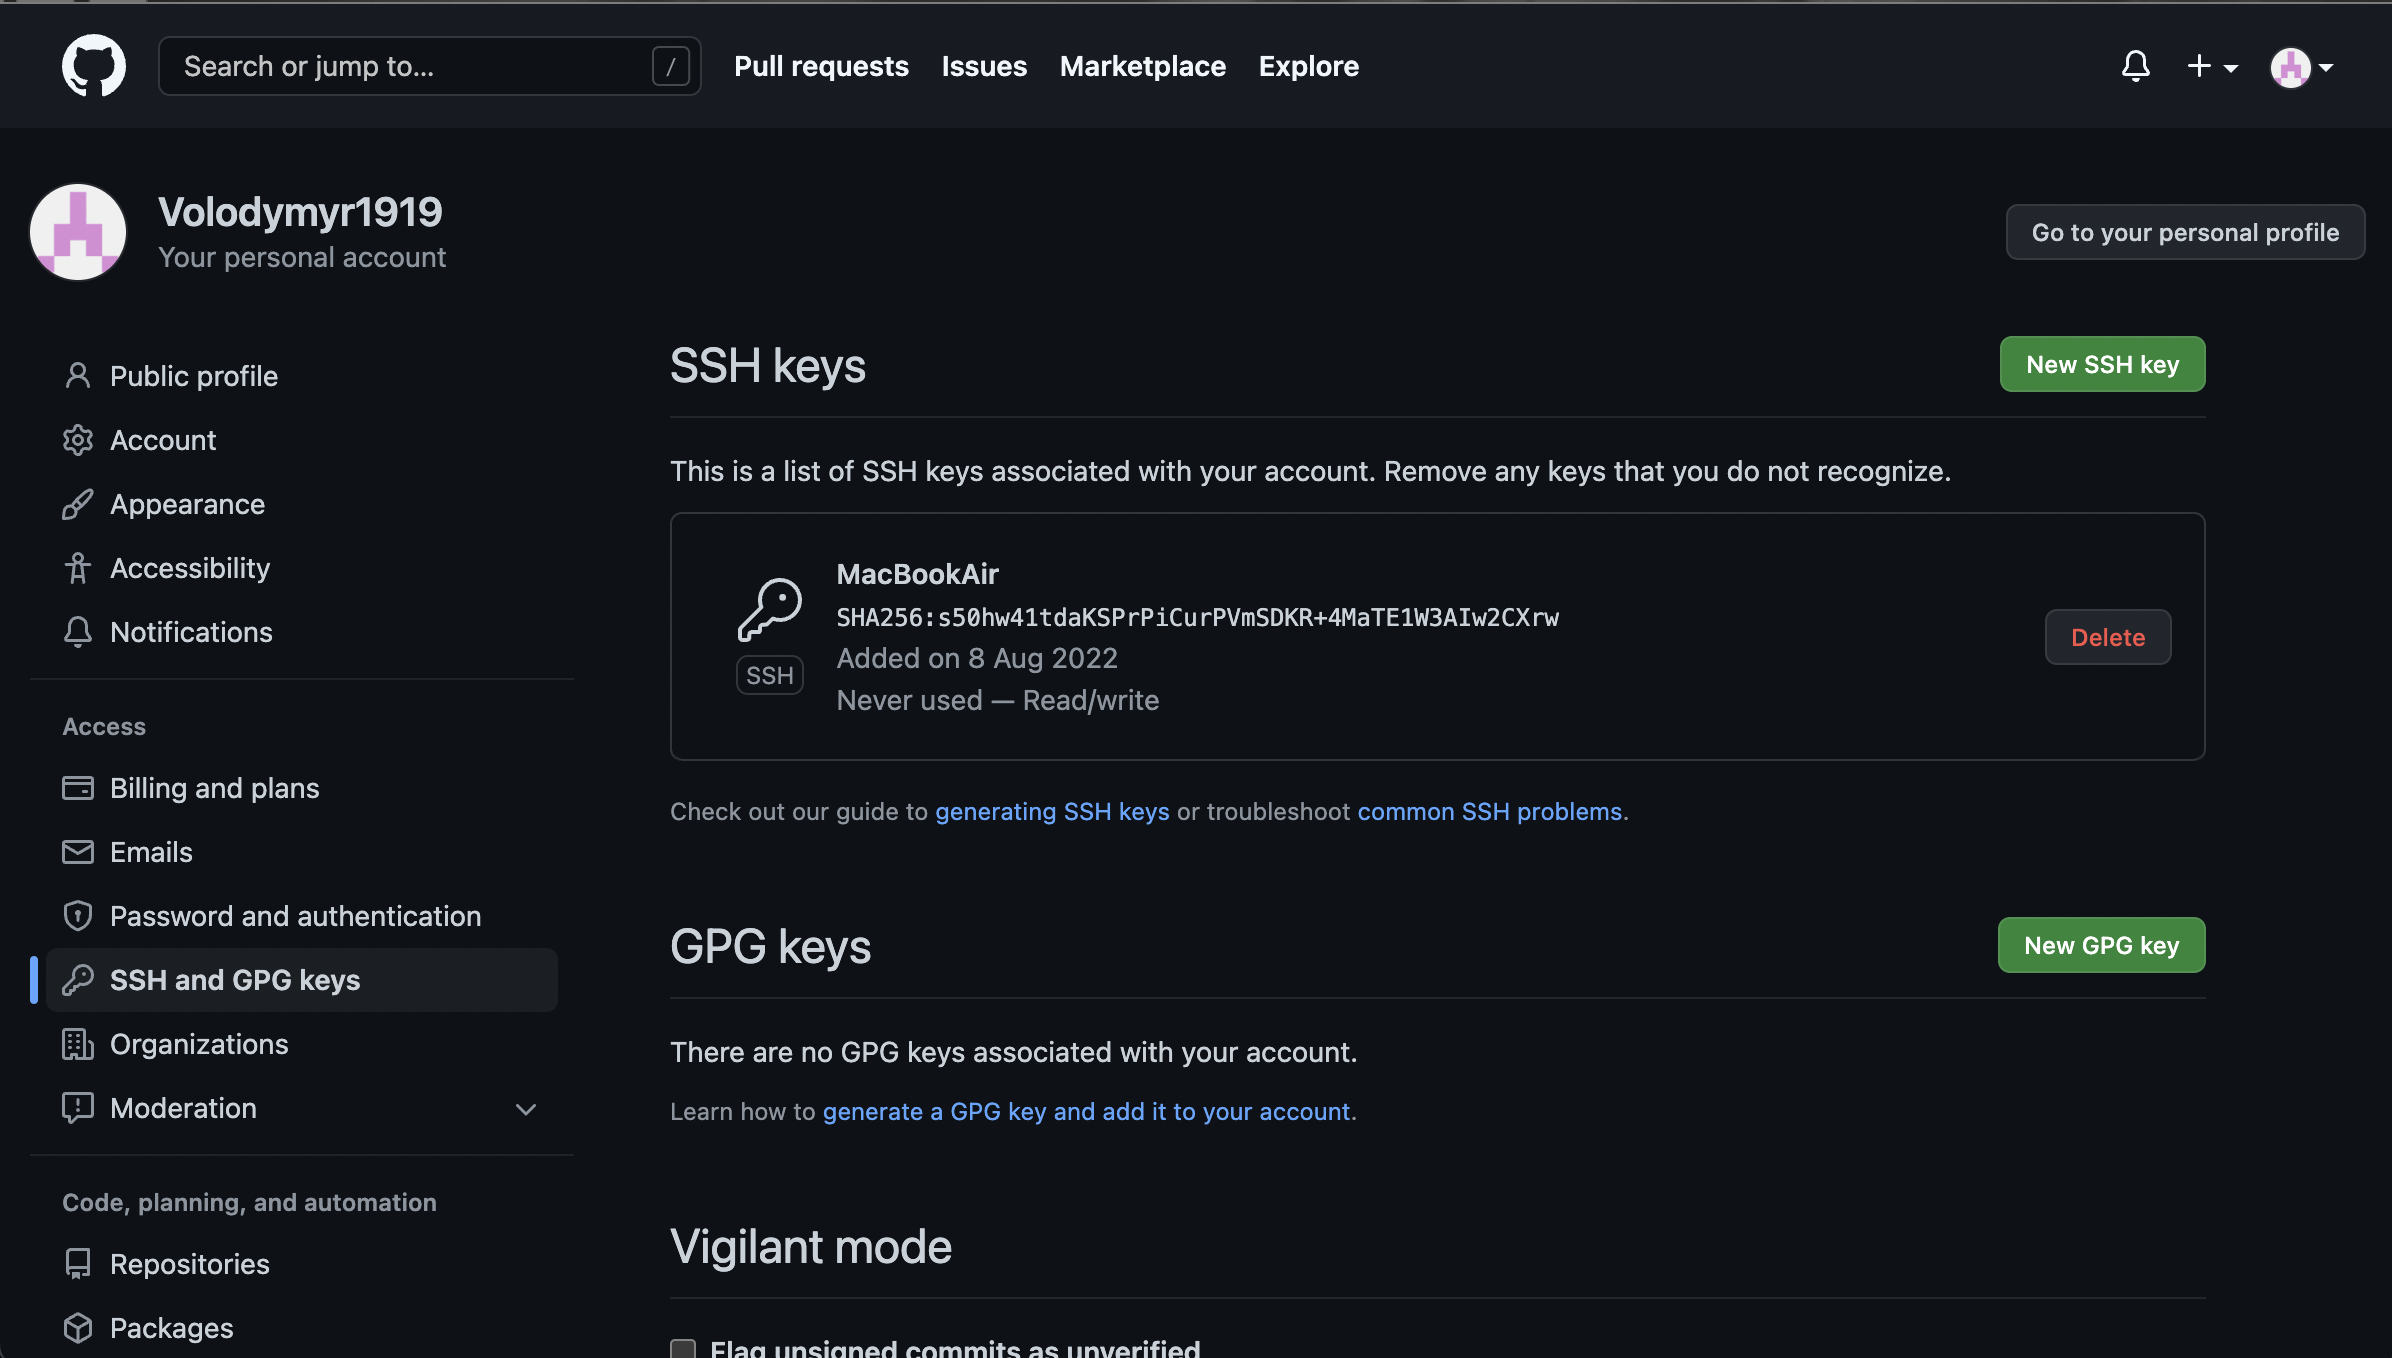 Search or jump to...
/
Pull requests
Issues
Marketplace
Explore
Volodymyr1919
Your personal account
Go to your personal profile
Public profile
Account
Appearance
Accessibility
Notifications
Access
Billing and plans
Emails
Password and authentication
SSH and GPG keys
Organizations
Moderation
Code, planning, and automation
Repositories
Packages
SSH keys
New SSH key
This is a list of SSH keys associated with your account. Remove any keys that you do not recognize.
MacBookAir
SHA256:s50hw41tdaKSPrPiCurPVmSDKR+4MaTE1W3AIw2CXrw
Added on 8 Aug 2022
Never used — Read/write
SSH
Delete
Check out our guide to generating SSH keys or troubleshoot common SSH problems.
GPG keys
New GPG key
There are no GPG keys associated with your account.
Learn how to generate a GPG key and add it to your account.
Vigilant mode
Flag unsigned commits as unverified